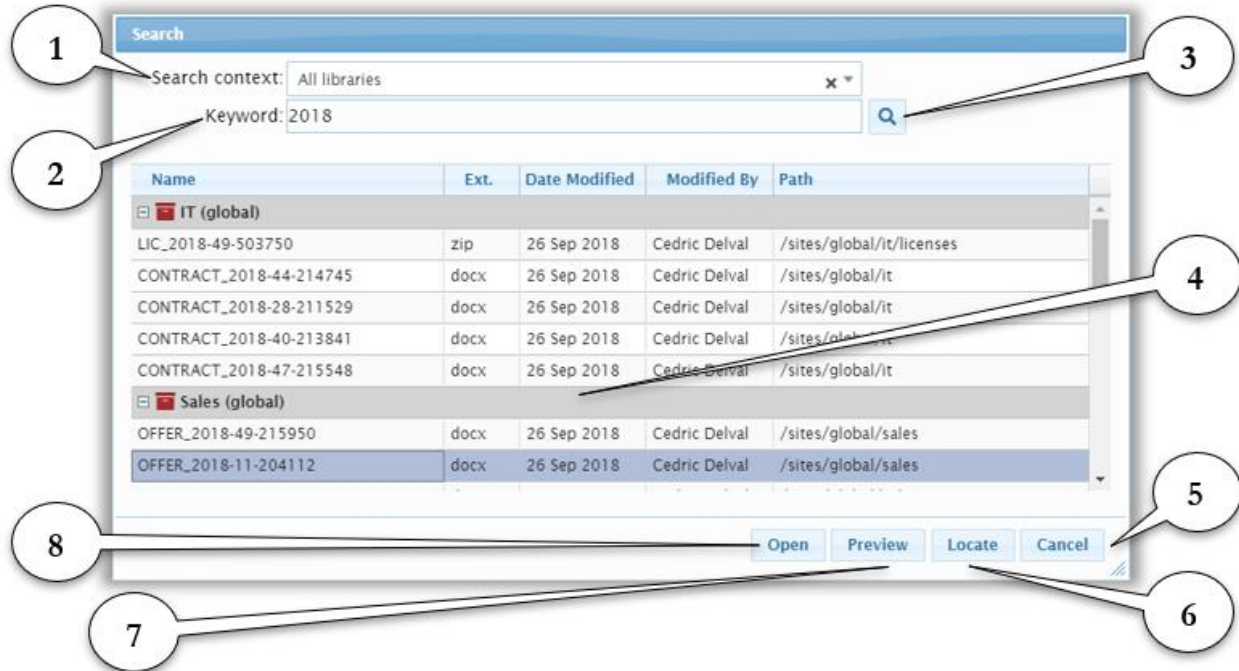 Search
1
Search context: All libraries
3
Keyword: 2018
2
Name Ext. Date Modified Modified By Path
IT (global)
LIC_2018-49-503750 zip 26 Sep 2018 Cedric Delval /sites/global/it/licenses
CONTRACT_2018-44-214745 docx 26 Sep 2018 Cedric Delval /sites/global/it
4
CONTRACT_2018-28-211529 docx 26 Sep 2018 Cedric Delval /sites/global/it
CONTRACT_2018-40-213841 docx 26 Sep 2018 Cedric Delval /sites/global/it
CONTRACT_2018-47-215548 docx 26 Sep 2018 Cedric Delval /sites/global/it
Sales (global)
OFFER_2018-49-215950 docx 26 Sep 2018 Cedric Delval /sites/global/sales
OFFER_2018-11-204112 docx 26 Sep 2018 Cedric Delval /sites/global/sales
5
8
Open Preview Locate Cancel
7
6